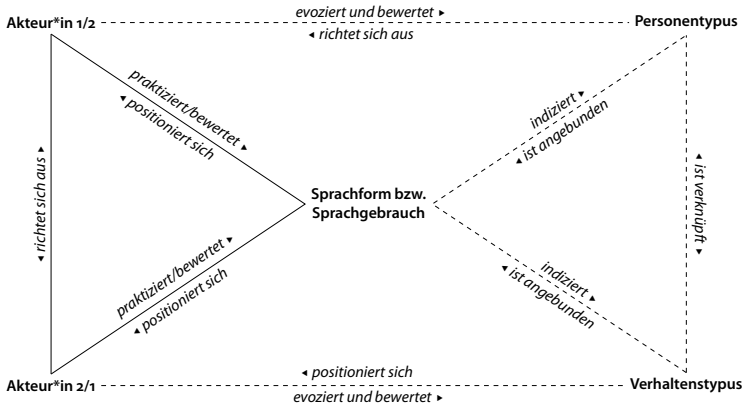 evoziert und bewertet ▸
Akteur*in 1/2
Personentypus
◂ richtet sich aus
praktiziert/bewertet ▸
◂ positioniert sich
indiziert ▸
◂ ist angebunden
◂ richtet sich aus ▸
Sprachform bzw.
Sprachgebrauch
◂ ist verknüpft ▸
praktiziert/bewertet ▸
◂ positioniert sich
indiziert ▸
◂ ist angebunden
◂ positioniert sich
Akteur*in 2/1
Verhaltenstypus
evoziert und bewertet ▸